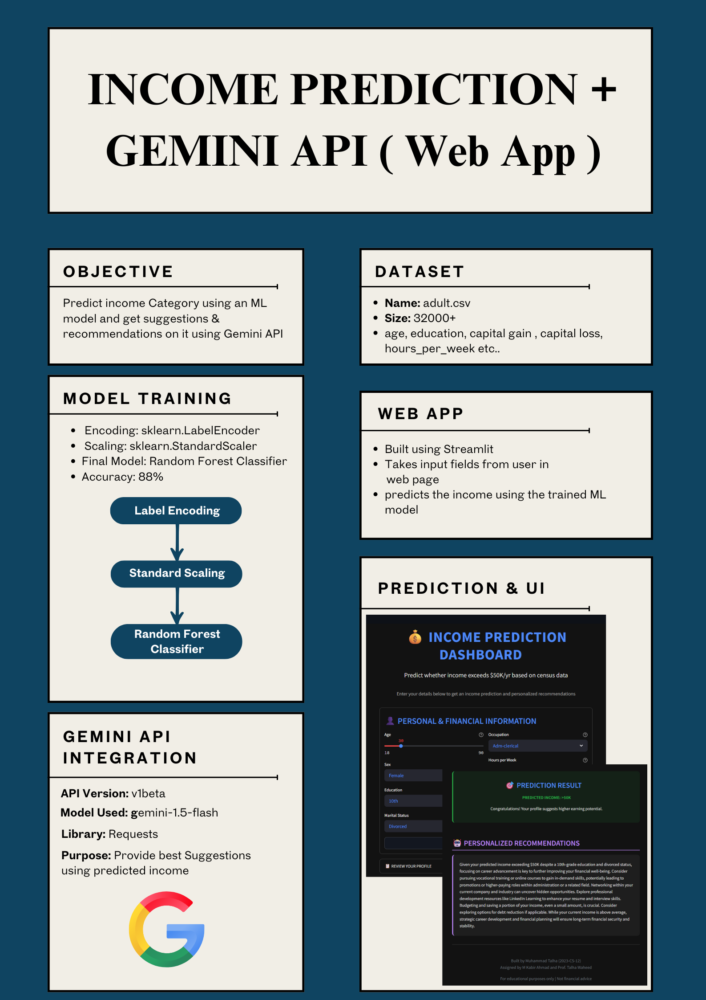 INCOME PREDICTION +
GEMINI API ( Web App )
OBJECTIVE
Predict income Category using an ML
model and get suggestions &
recommendations on it using Gemini API
DATASET
Name: adult.csv
Size: 32000+
age, education, capital gain , capital loss,
hours_per_week etc..
MODEL TRAINING
Encoding: sklearn.LabelEncoder
Scaling: sklearn.StandardScaler
Final Model: Random Forest Classifier
Accuracy: 88%
Label Encoding
Standard Scaling
Random Forest
Classifier
WEB APP
Built using Streamlit
Takes input fields from user in
web page
predicts the income using the trained ML
model
GEMINI API
INTEGRATION
API Version: v1beta
Model Used: gemini-1.5-flash
Library: Requests
Purpose: Provide best Suggestions
using predicted income
PREDICTION & UI
INCOME PREDICTION
DASHBOARD
Predict whether income exceeds $50K/yr based on census data
Enter your details below to get an income prediction and personalized recommendations
PERSONAL & FINANCIAL INFORMATION
Age
30
18 90
Sex
Female
Education
10th
Marital Status
Divorced
REVIEW YOUR PROFILE
Occupation
Adm-clerical
Hours per Week
PREDICTION RESULT
PREDICTED INCOME: >50K
Congratulations! Your profile suggests higher earning potential.
PERSONALIZED RECOMMENDATIONS
Given your predicted income exceeding $50K despite a 10th-grade education and divorced status,
focusing on career advancement is key to further improving your financial well-being. Consider
pursuing vocational training or online courses to gain in-demand skills, potentially leading to
promotions or higher-paying roles within administration or a related field. Networking within your
current company and industry can uncover hidden opportunities. Explore professional
development resources like LinkedIn Learning to enhance your resume and interview skills.
Budgeting and saving a portion of your income, even a small amount, is crucial. Consider
exploring options for debt reduction if applicable. While your current income is above average,
strategic career development and financial planning will ensure long-term financial security and
stability.
Built by Muhammad Talha (2023-CS-12)
Assigned by M Kabir Ahmad and Prof. Talha Waheed
For educational purposes only | Not financial advice